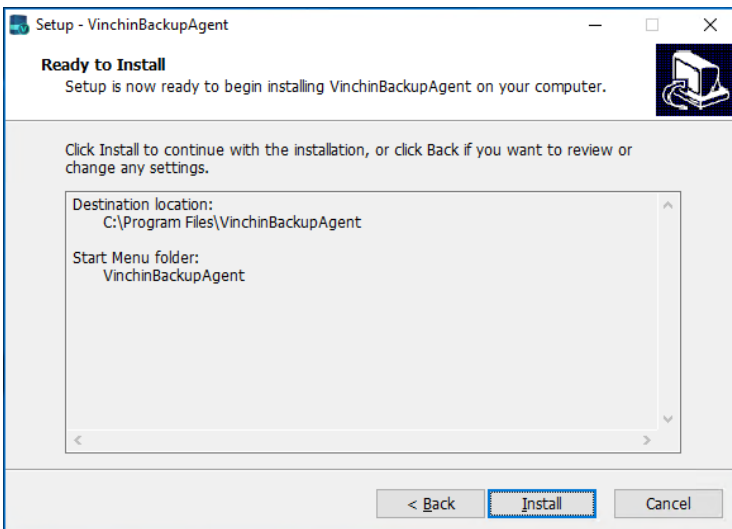 Setup - VinchinBackupAgent
Ready to Install
Setup is now ready to begin installing VinchinBackupAgent on your computer.
Click Install to continue with the installation, or click Back if you want to review or
change any settings.
Destination location:
C:\Program Files\VinchinBackupAgent
Start Menu folder:
VinchinBackupAgent
< Back
Install
Cancel